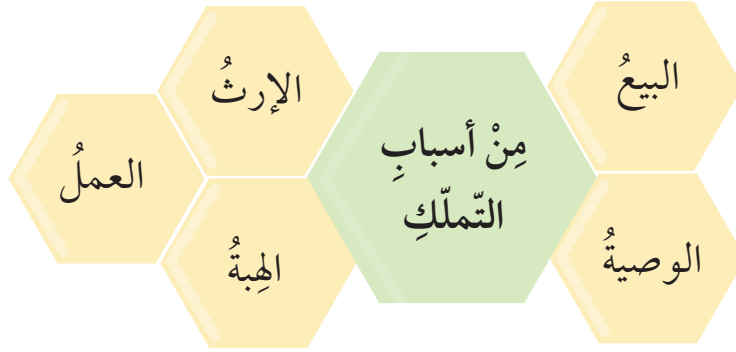 مِنْ أسبابِ
التّملّكِ
البيعُ
الوصيةُ
الإرثُ
الهِبةُ
العملُ